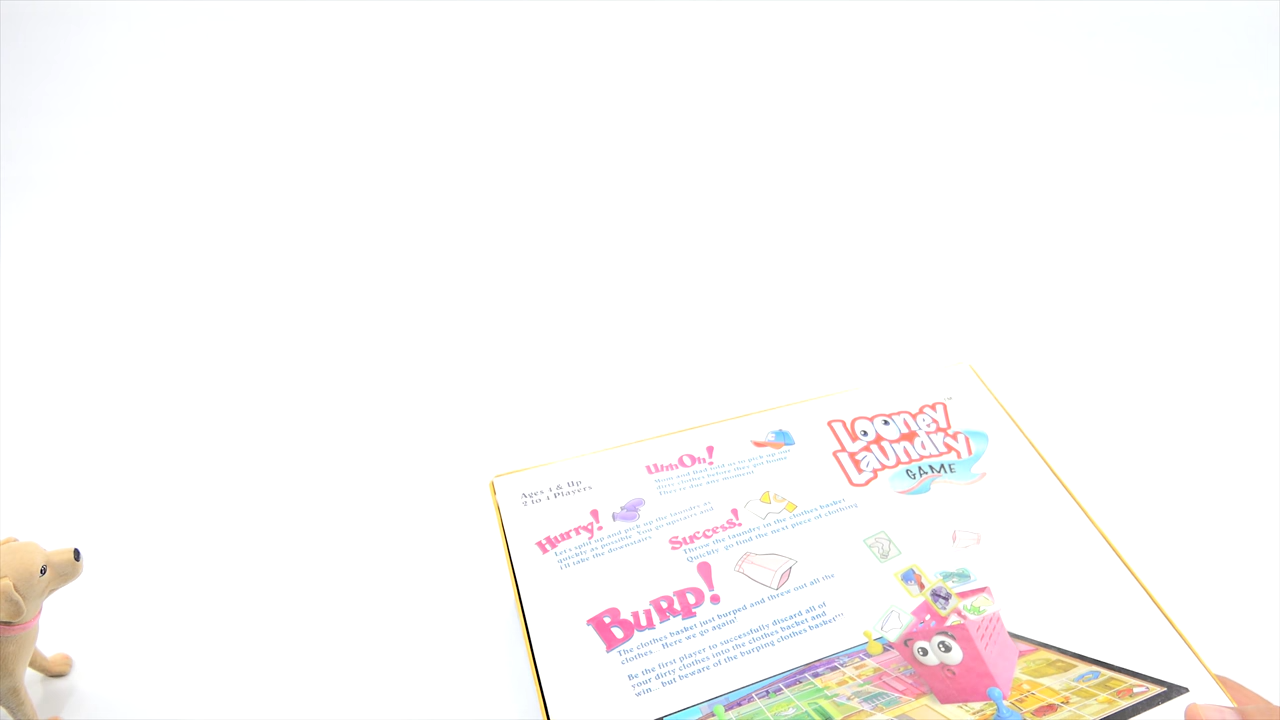 Looney
Laundry
GAME
Ages 4 & Up
2 to 4 Players
Uhh Oh!
Mom and Dad told us to pick up our
dirty clothes before they got home
They're due any moment
Hurry!
Let's split up and pick up the laundry as
quickly as possible. You go upstairs and
I'll take the downstairs
Success!
Throw the laundry in the clothes basket
Quickly, go find the next piece of clothing
Burp!
The clothes basket just burped and threw out all the
clothes... Here we go again!
Be the first player to successfully discard all of
your dirty clothes into the clothes backet and
win...but beware of the burping clothes basket!..